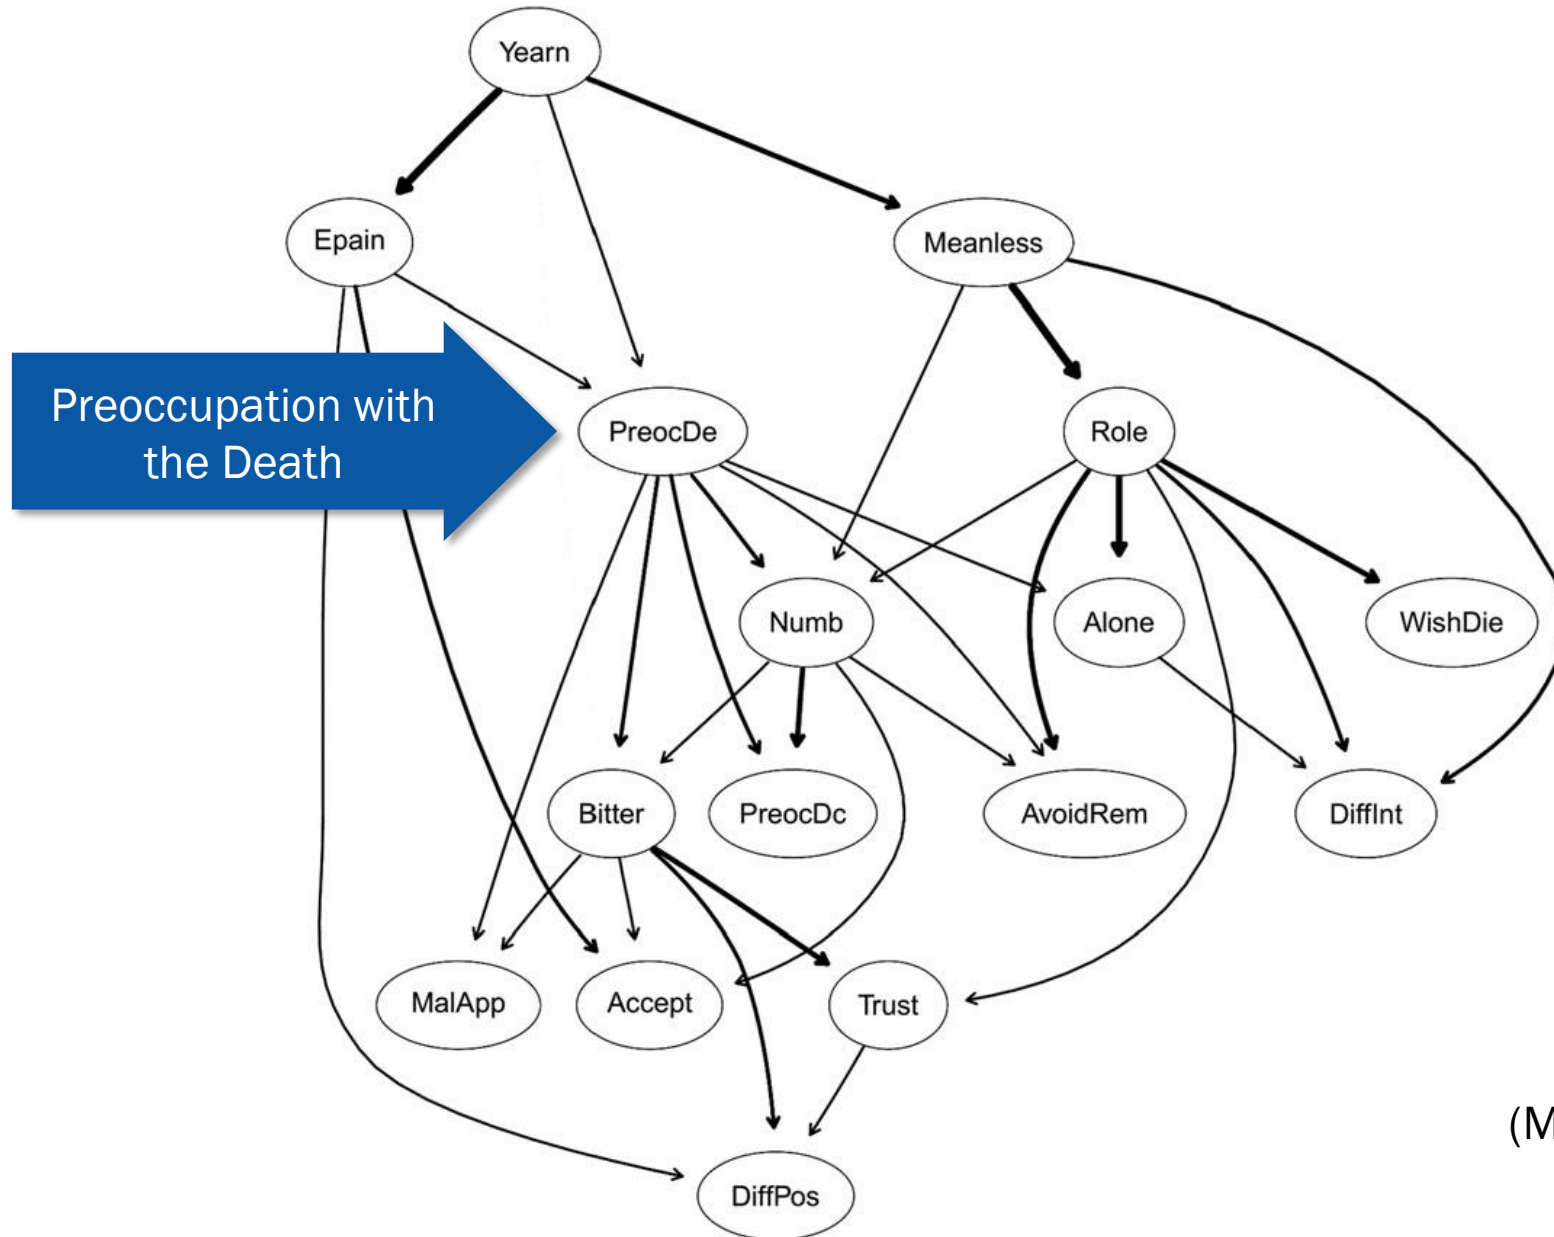 Yearn
Epain
Meanless
Preoccupation with
the Death
PreocDe
Role
Numb
Alone
WishDie
Bitter
PreocDc
AvoidRem
DiffInt
MalApp
Accept
Trust
(M
DiffPos